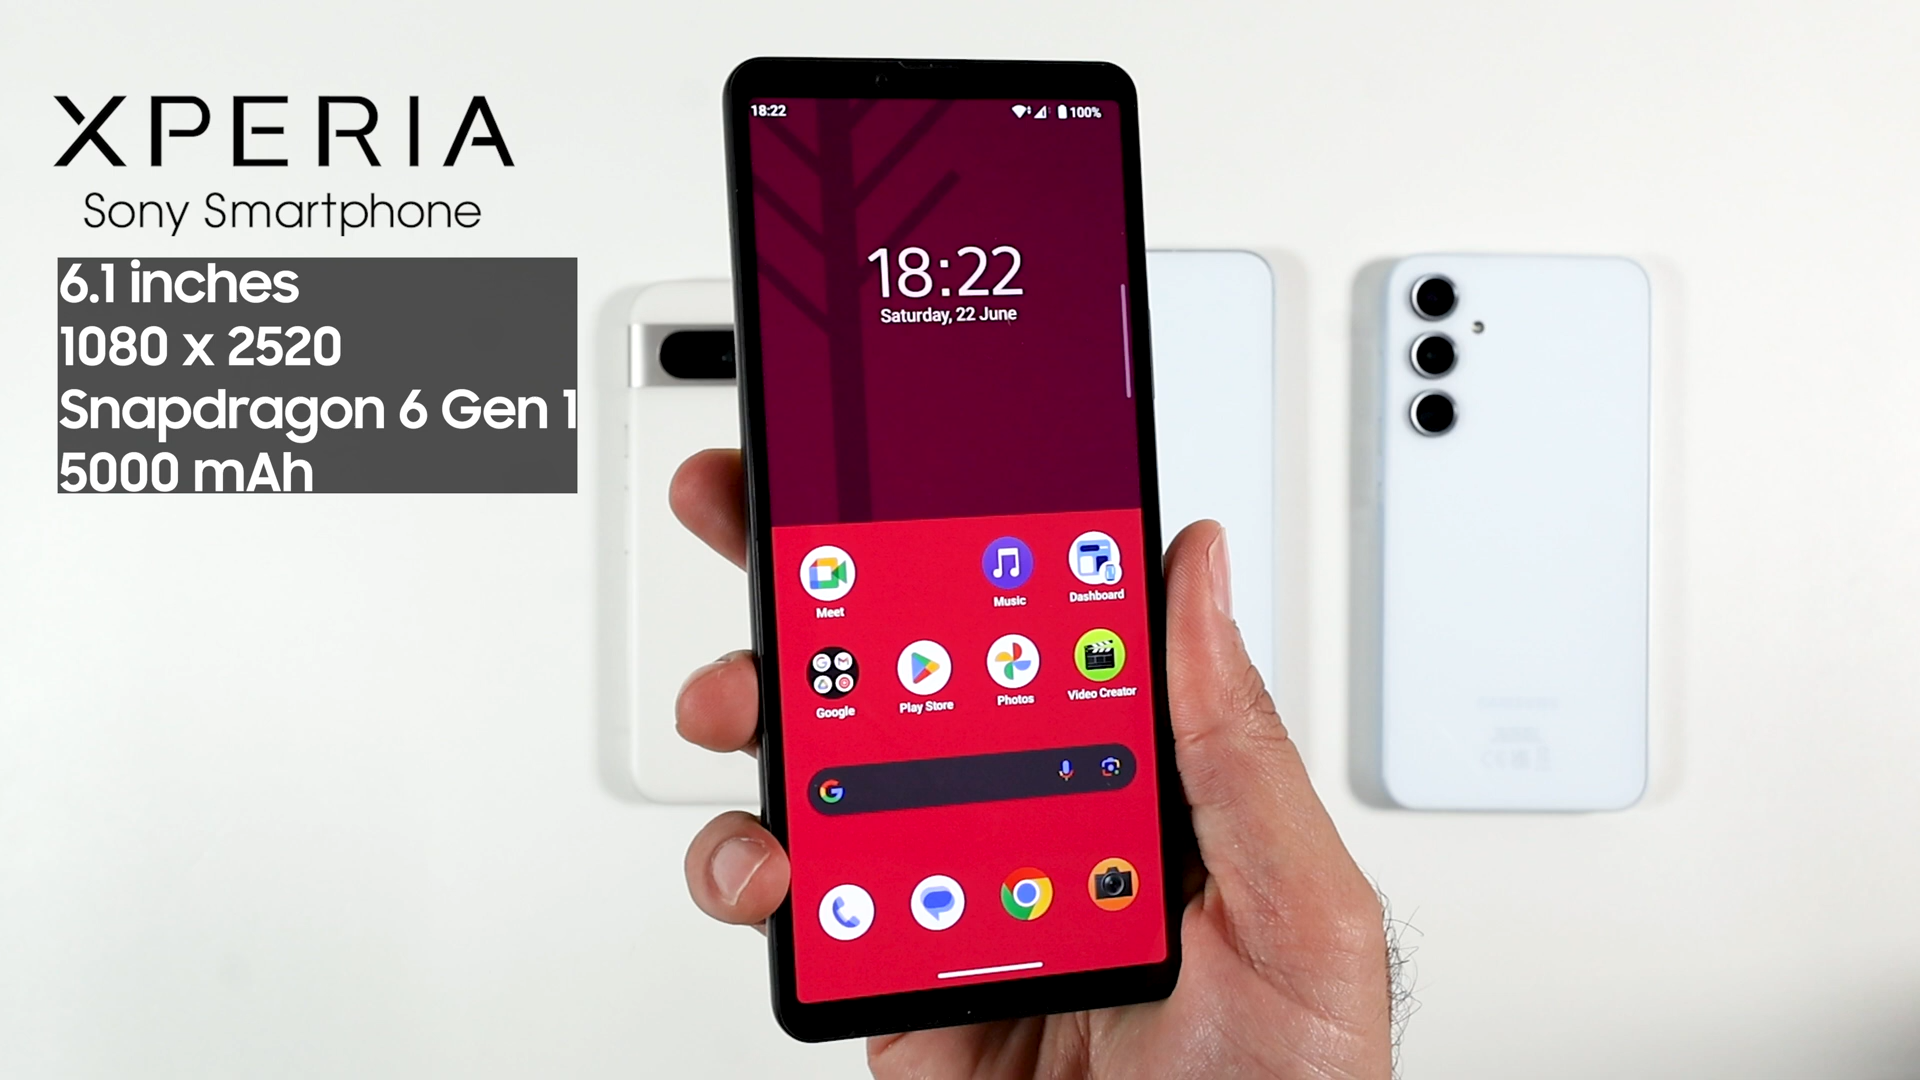 XPERIA
Sony Smartphone
6.1 inches
1080 x 2520
Snapdragon 6 Gen 1
5000 mAh
18:22
100%
18:22
Saturday, 22 June
Meet
Music
Dashboard
Google
Play Store
Photos
Video Creator